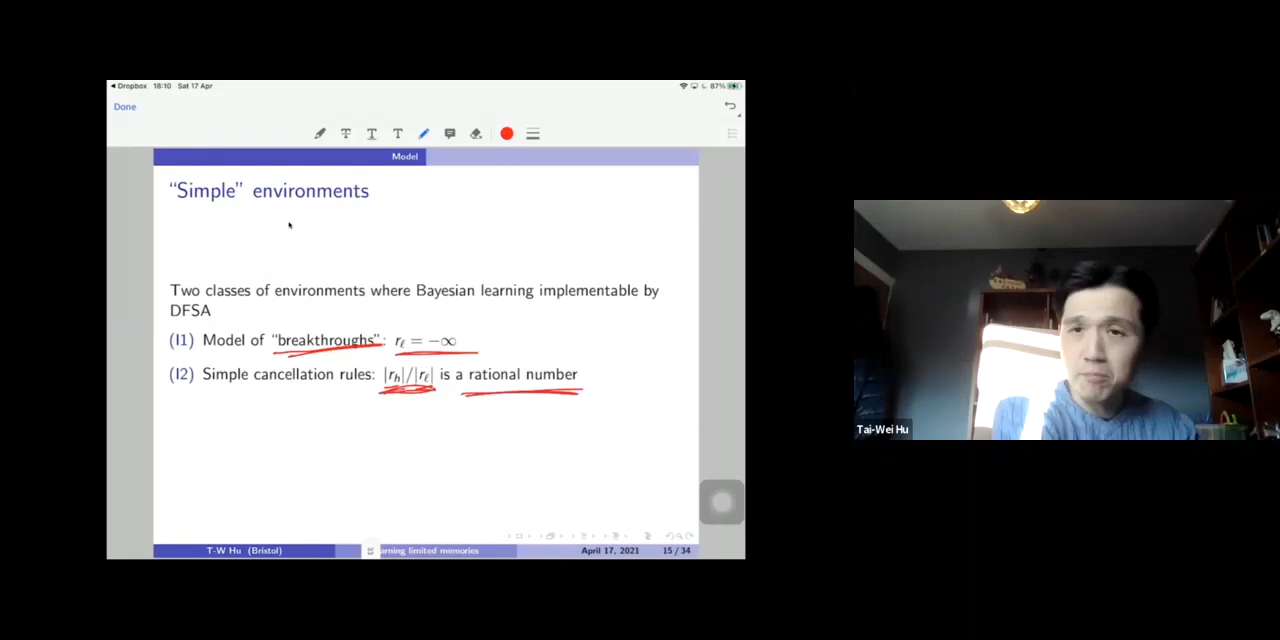 Dropbox 18:10 Sat 17 Apr 87%
Done
T T T
Model
“Simple” environments
Two classes of environments where Bayesian learning implementable by
DFSA
(I1) Model of “breakthroughs”: rℓ = −∞
(I2) Simple cancellation rules: |rh|/|rℓ| is a rational number
T-W Hu (Bristol) arning limited memories April 17, 2021 15 / 34
Tai-Wei Hu